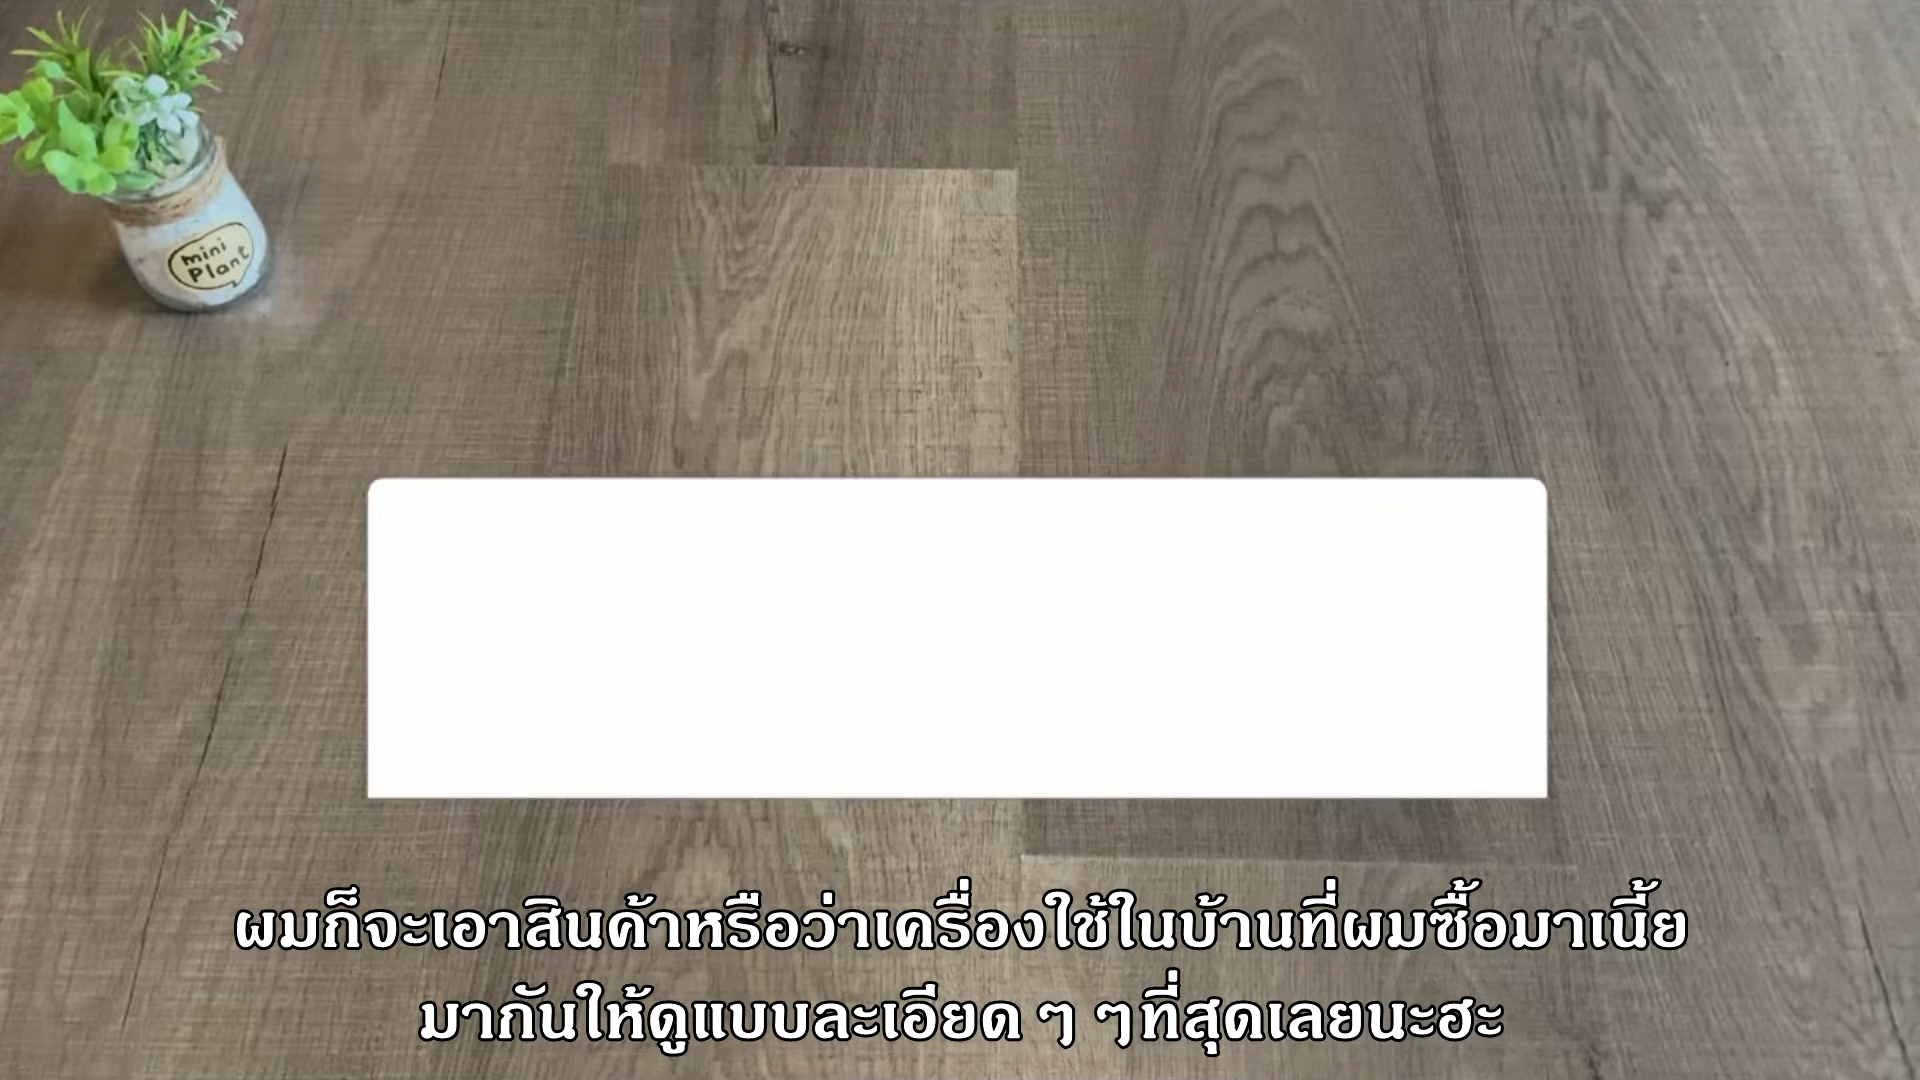 mini
Plant
ผมก็จะเอาสินค้าหรือว่าเครื่องใช้ในบ้านที่ผมซื้อมาเนี้ย
มากันให้ดูแบบละเอียด ๆ ๆที่สุดเลยนะฮะ